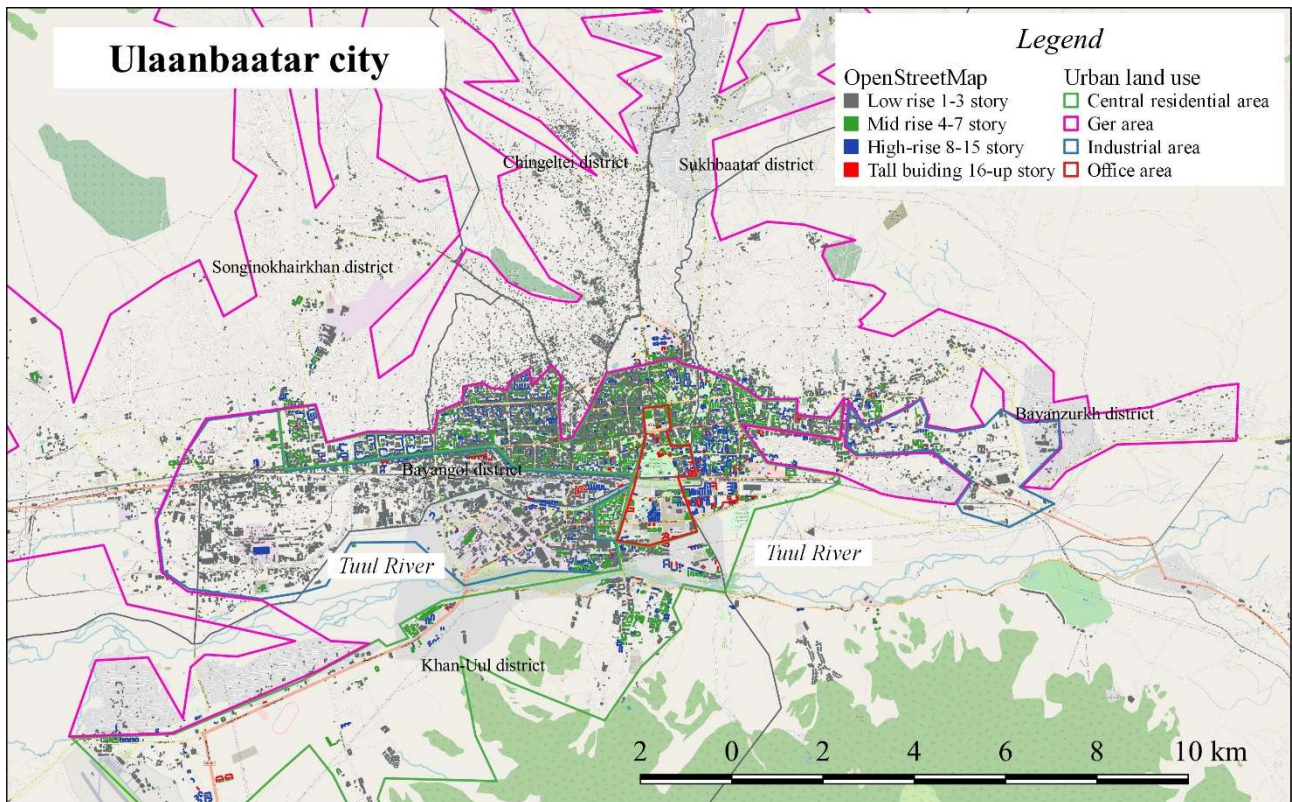 Ulaanbaatar city
Legend
OpenStreetMap
Low rise 1-3 story
Mid rise 4-7 story
High-rise 8-15 story
Tall buiding 16-up story
Urban land use
Central residential area
Ger area
Industrial area
Office area
Chingeltei district
Sukhbaatar district
Songinokhairkhan district
Bayanzurkh district
Bayangol district
Tuul River
Tuul River
Khan-Uul district
2 0 2 4 6 8 10 km